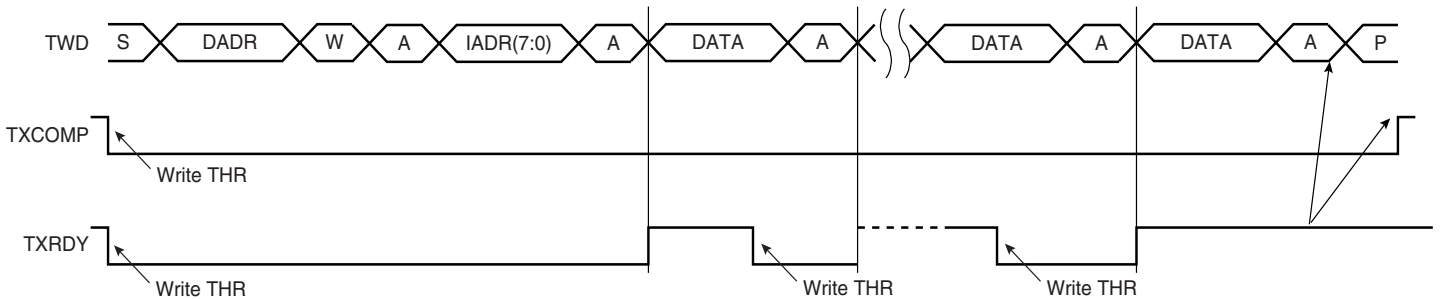 TWD S DADR W A IADR(7:0) A DATA A DATA A DATA A P
TXCOMP
Write THR
TXRDY
Write THR Write THR Write THR